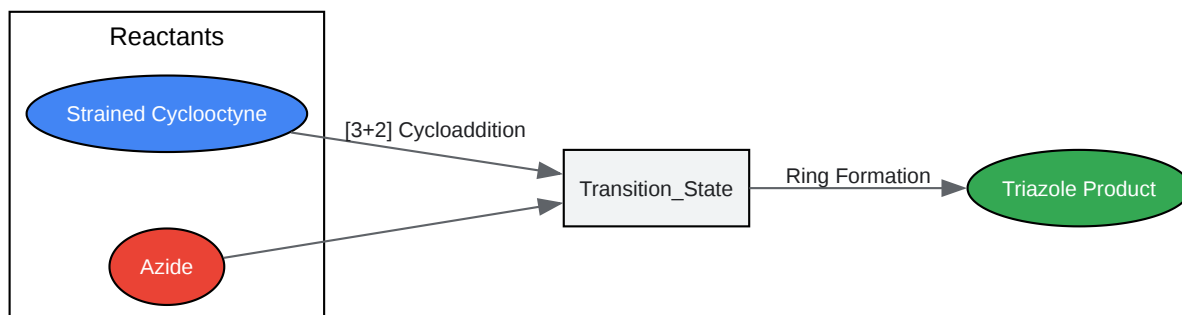 Reactants
Strained Cyclooctyne
[3+2] Cycloaddition
Transition_State
Ring Formation
Triazole Product
Azide